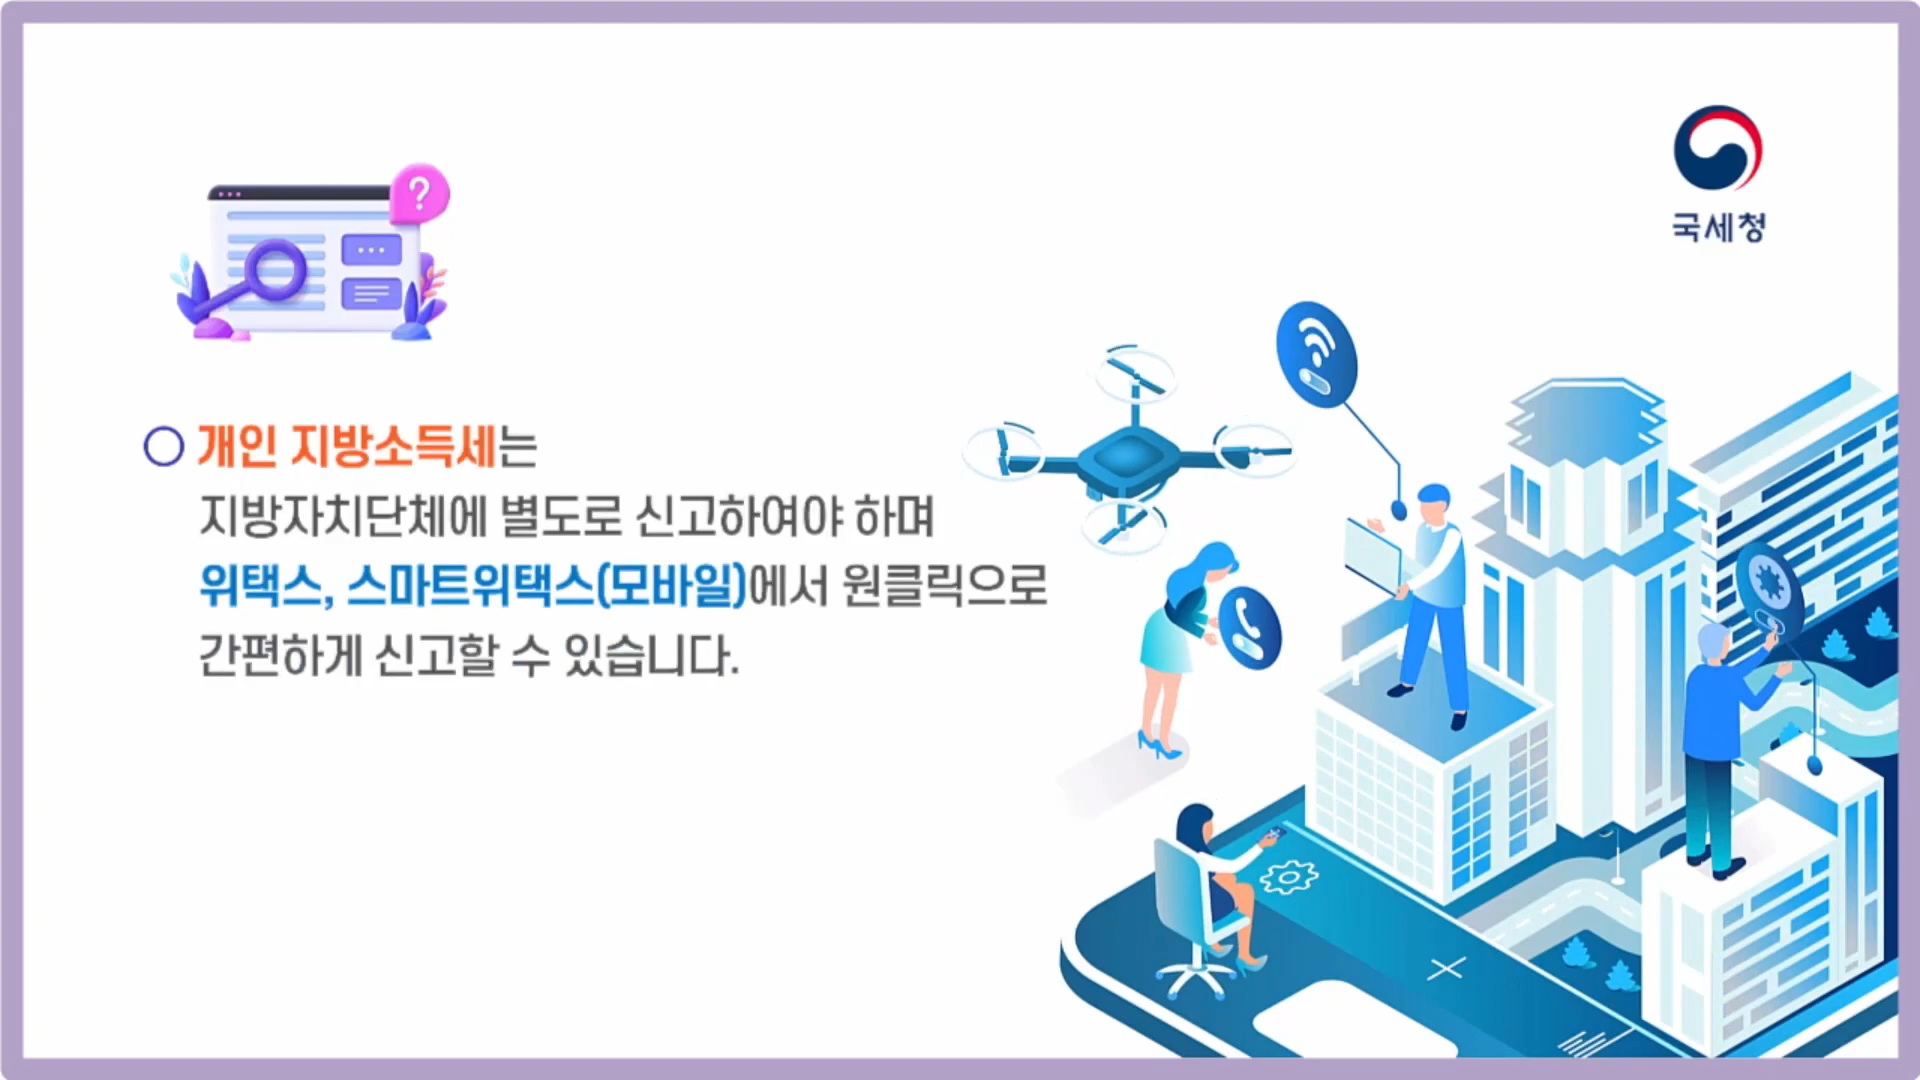 국세청
개인 지방소득세는
지방자치단체에 별도로 신고하여야 하며
위택스, 스마트위택스(모바일)에서 원클릭으로
간편하게 신고할 수 있습니다.